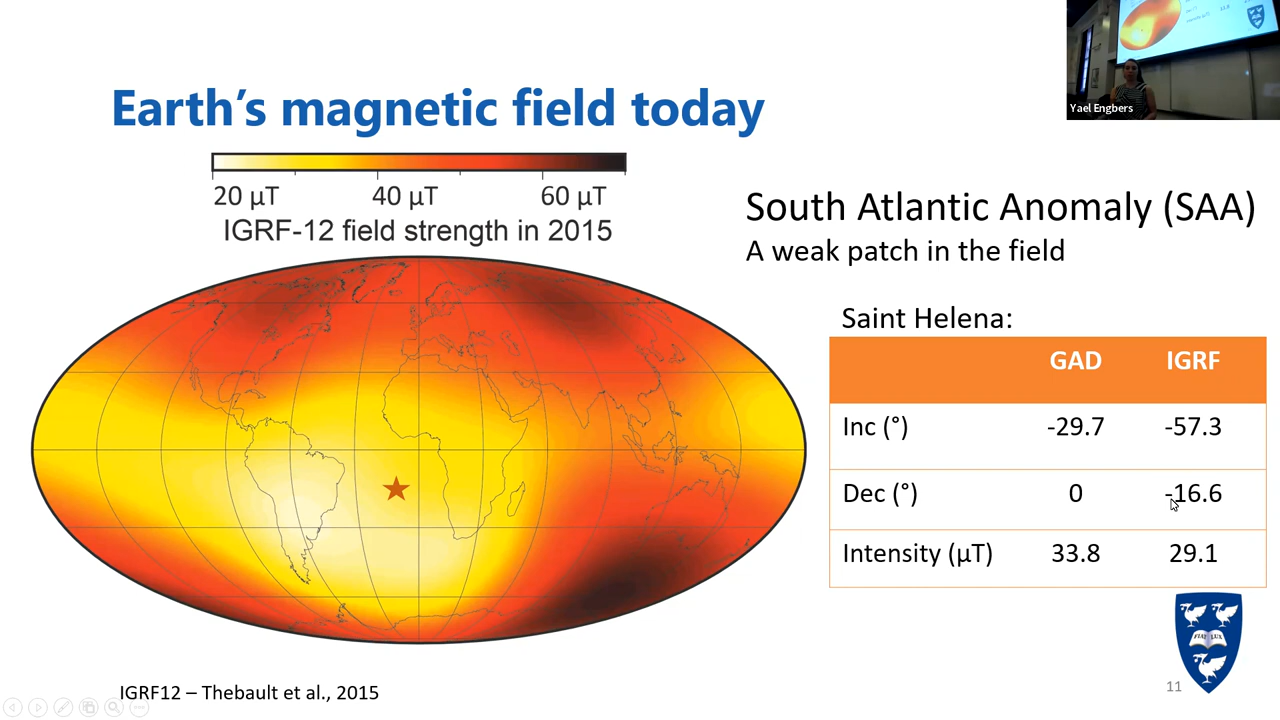 Yael Engbers
Earth's magnetic field today
20 µT 40 µT 60 µT
IGRF-12 field strength in 2015
South Atlantic Anomaly (SAA)
A weak patch in the field
Saint Helena:
GAD IGRF
Inc (°) -29.7 -57.3
Dec (°) 0 -16.6
Intensity (µT) 33.8 29.1
FIAT LUX
11
IGRF12 – Thebault et al., 2015